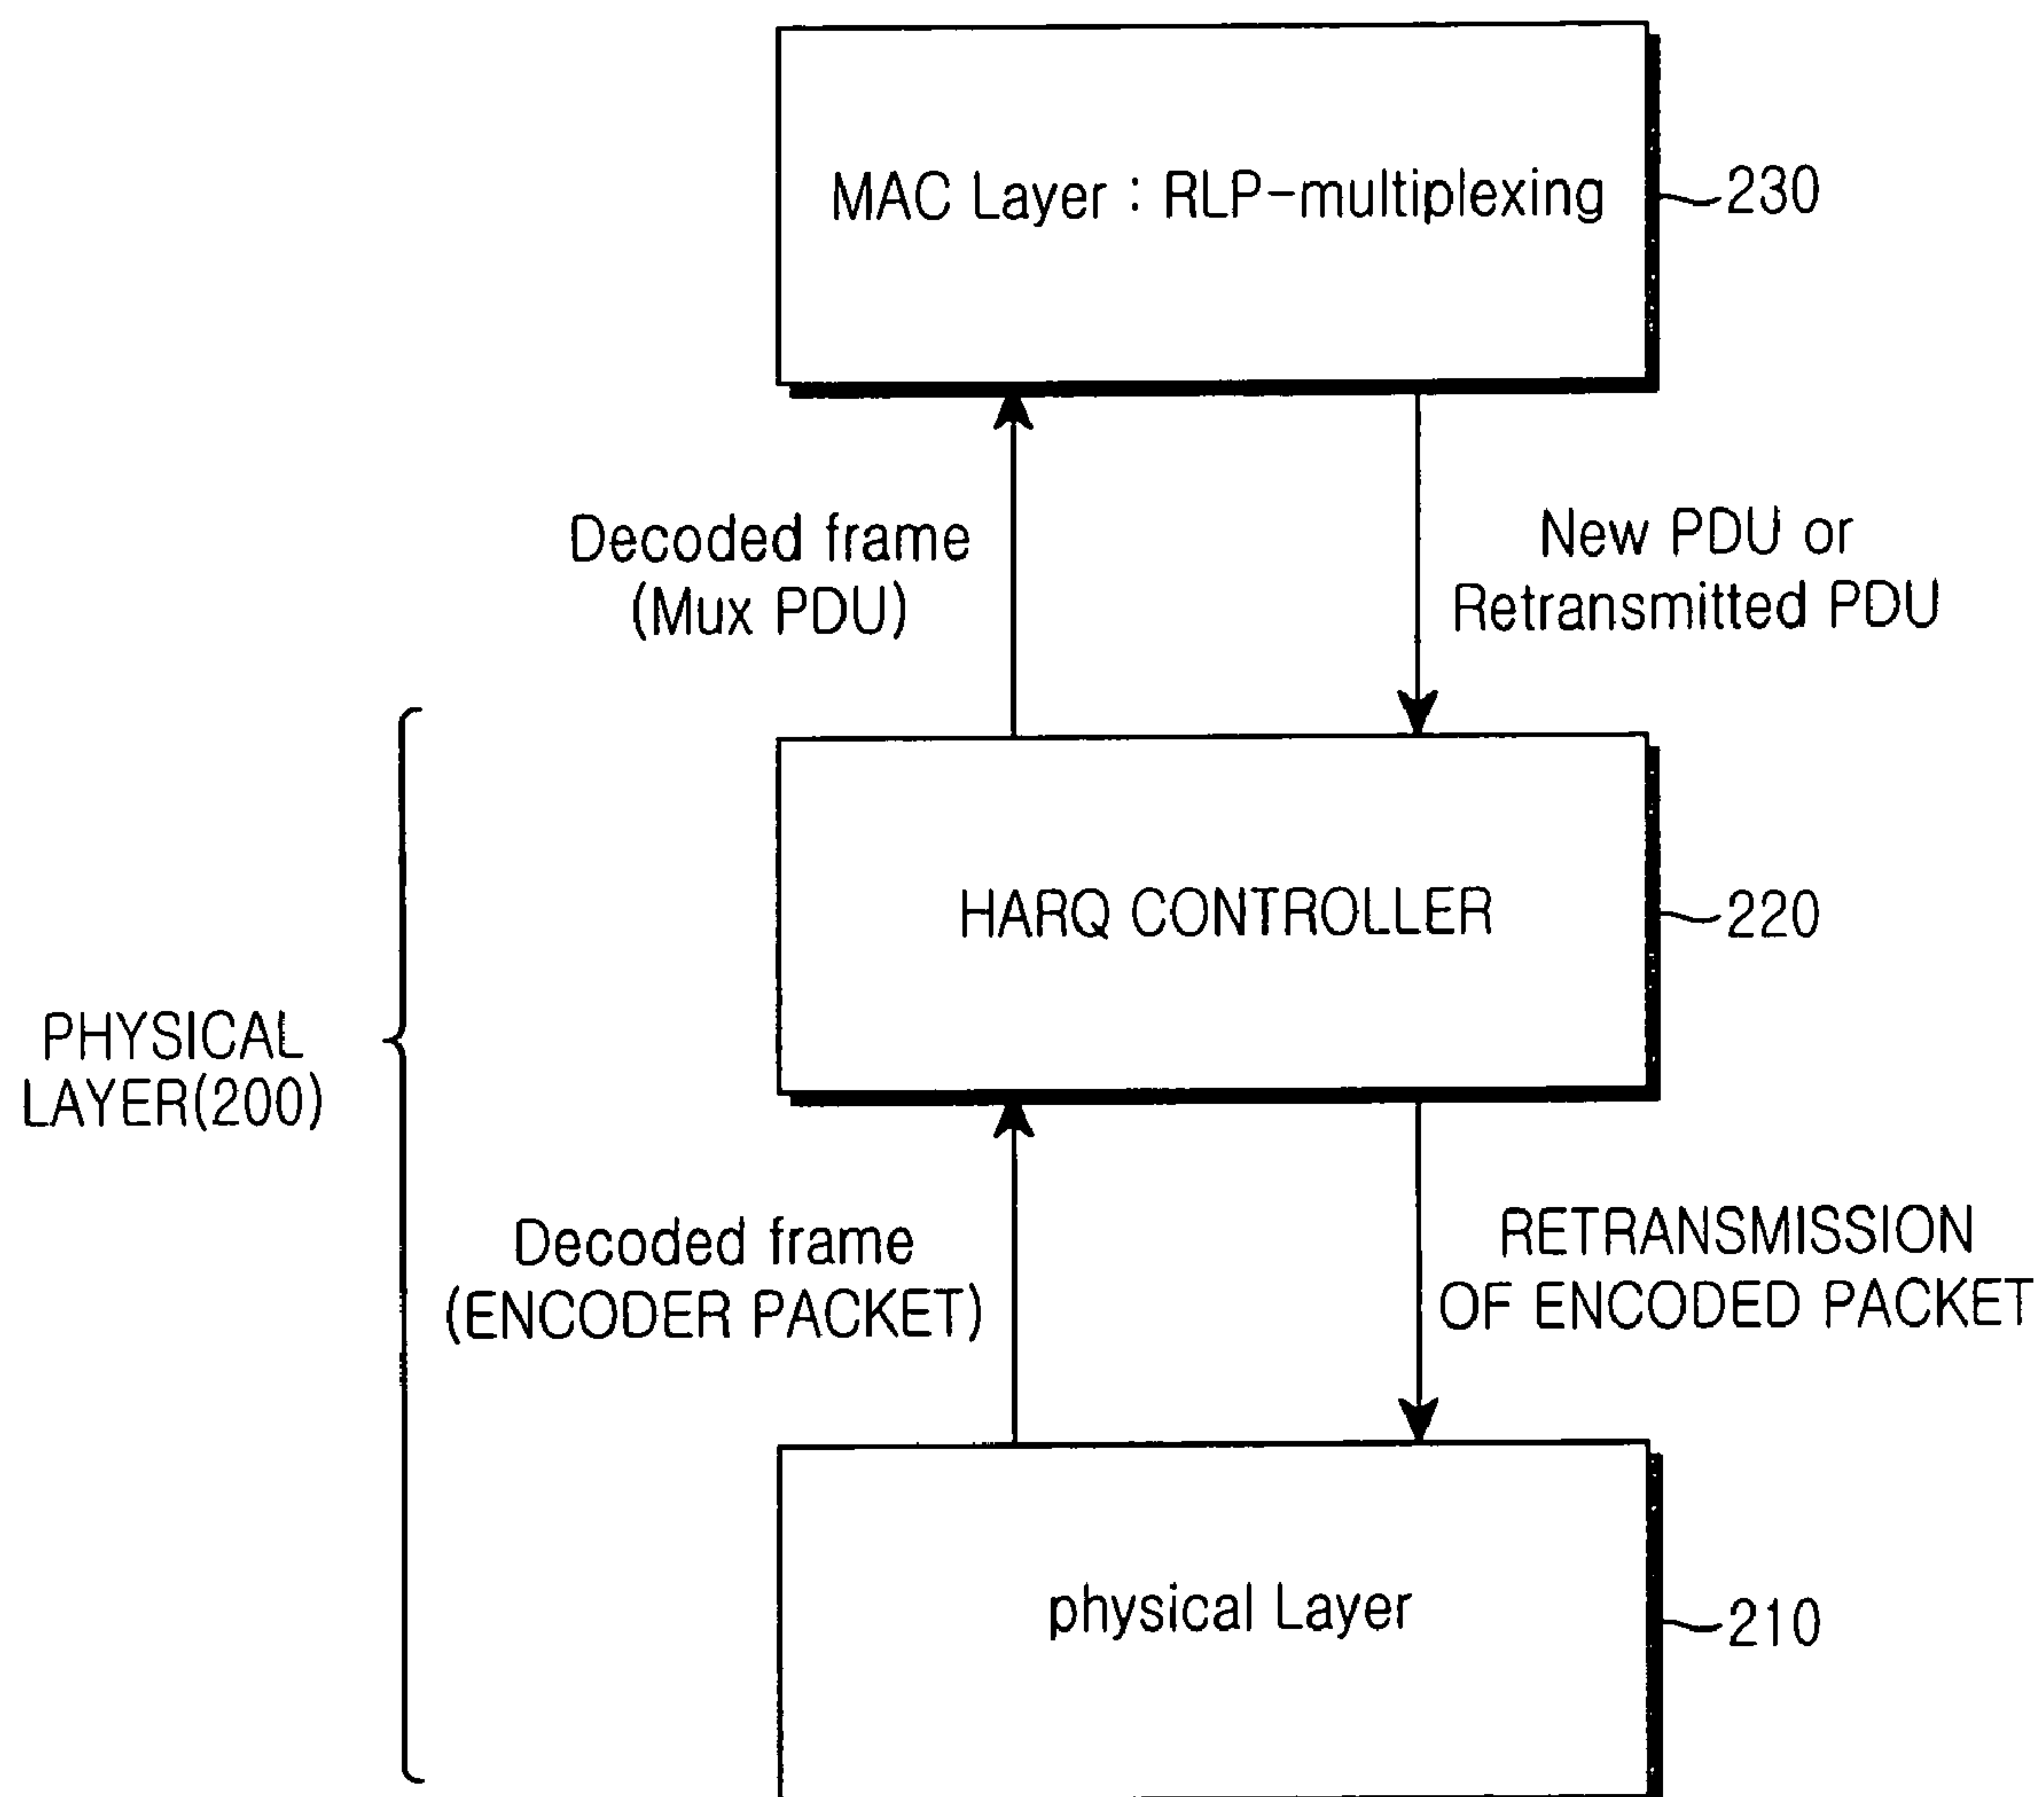 MAC Layer : RLP-multiplexing
230
Decoded frame
(Mux PDU)
New PDU or
Retransmitted PDU
HARQ CONTROLLER
220
PHYSICAL
LAYER(200)
Decoded frame
(ENCODER PACKET)
RETRANSMISSION
OF ENCODED PACKET
physical Layer
210